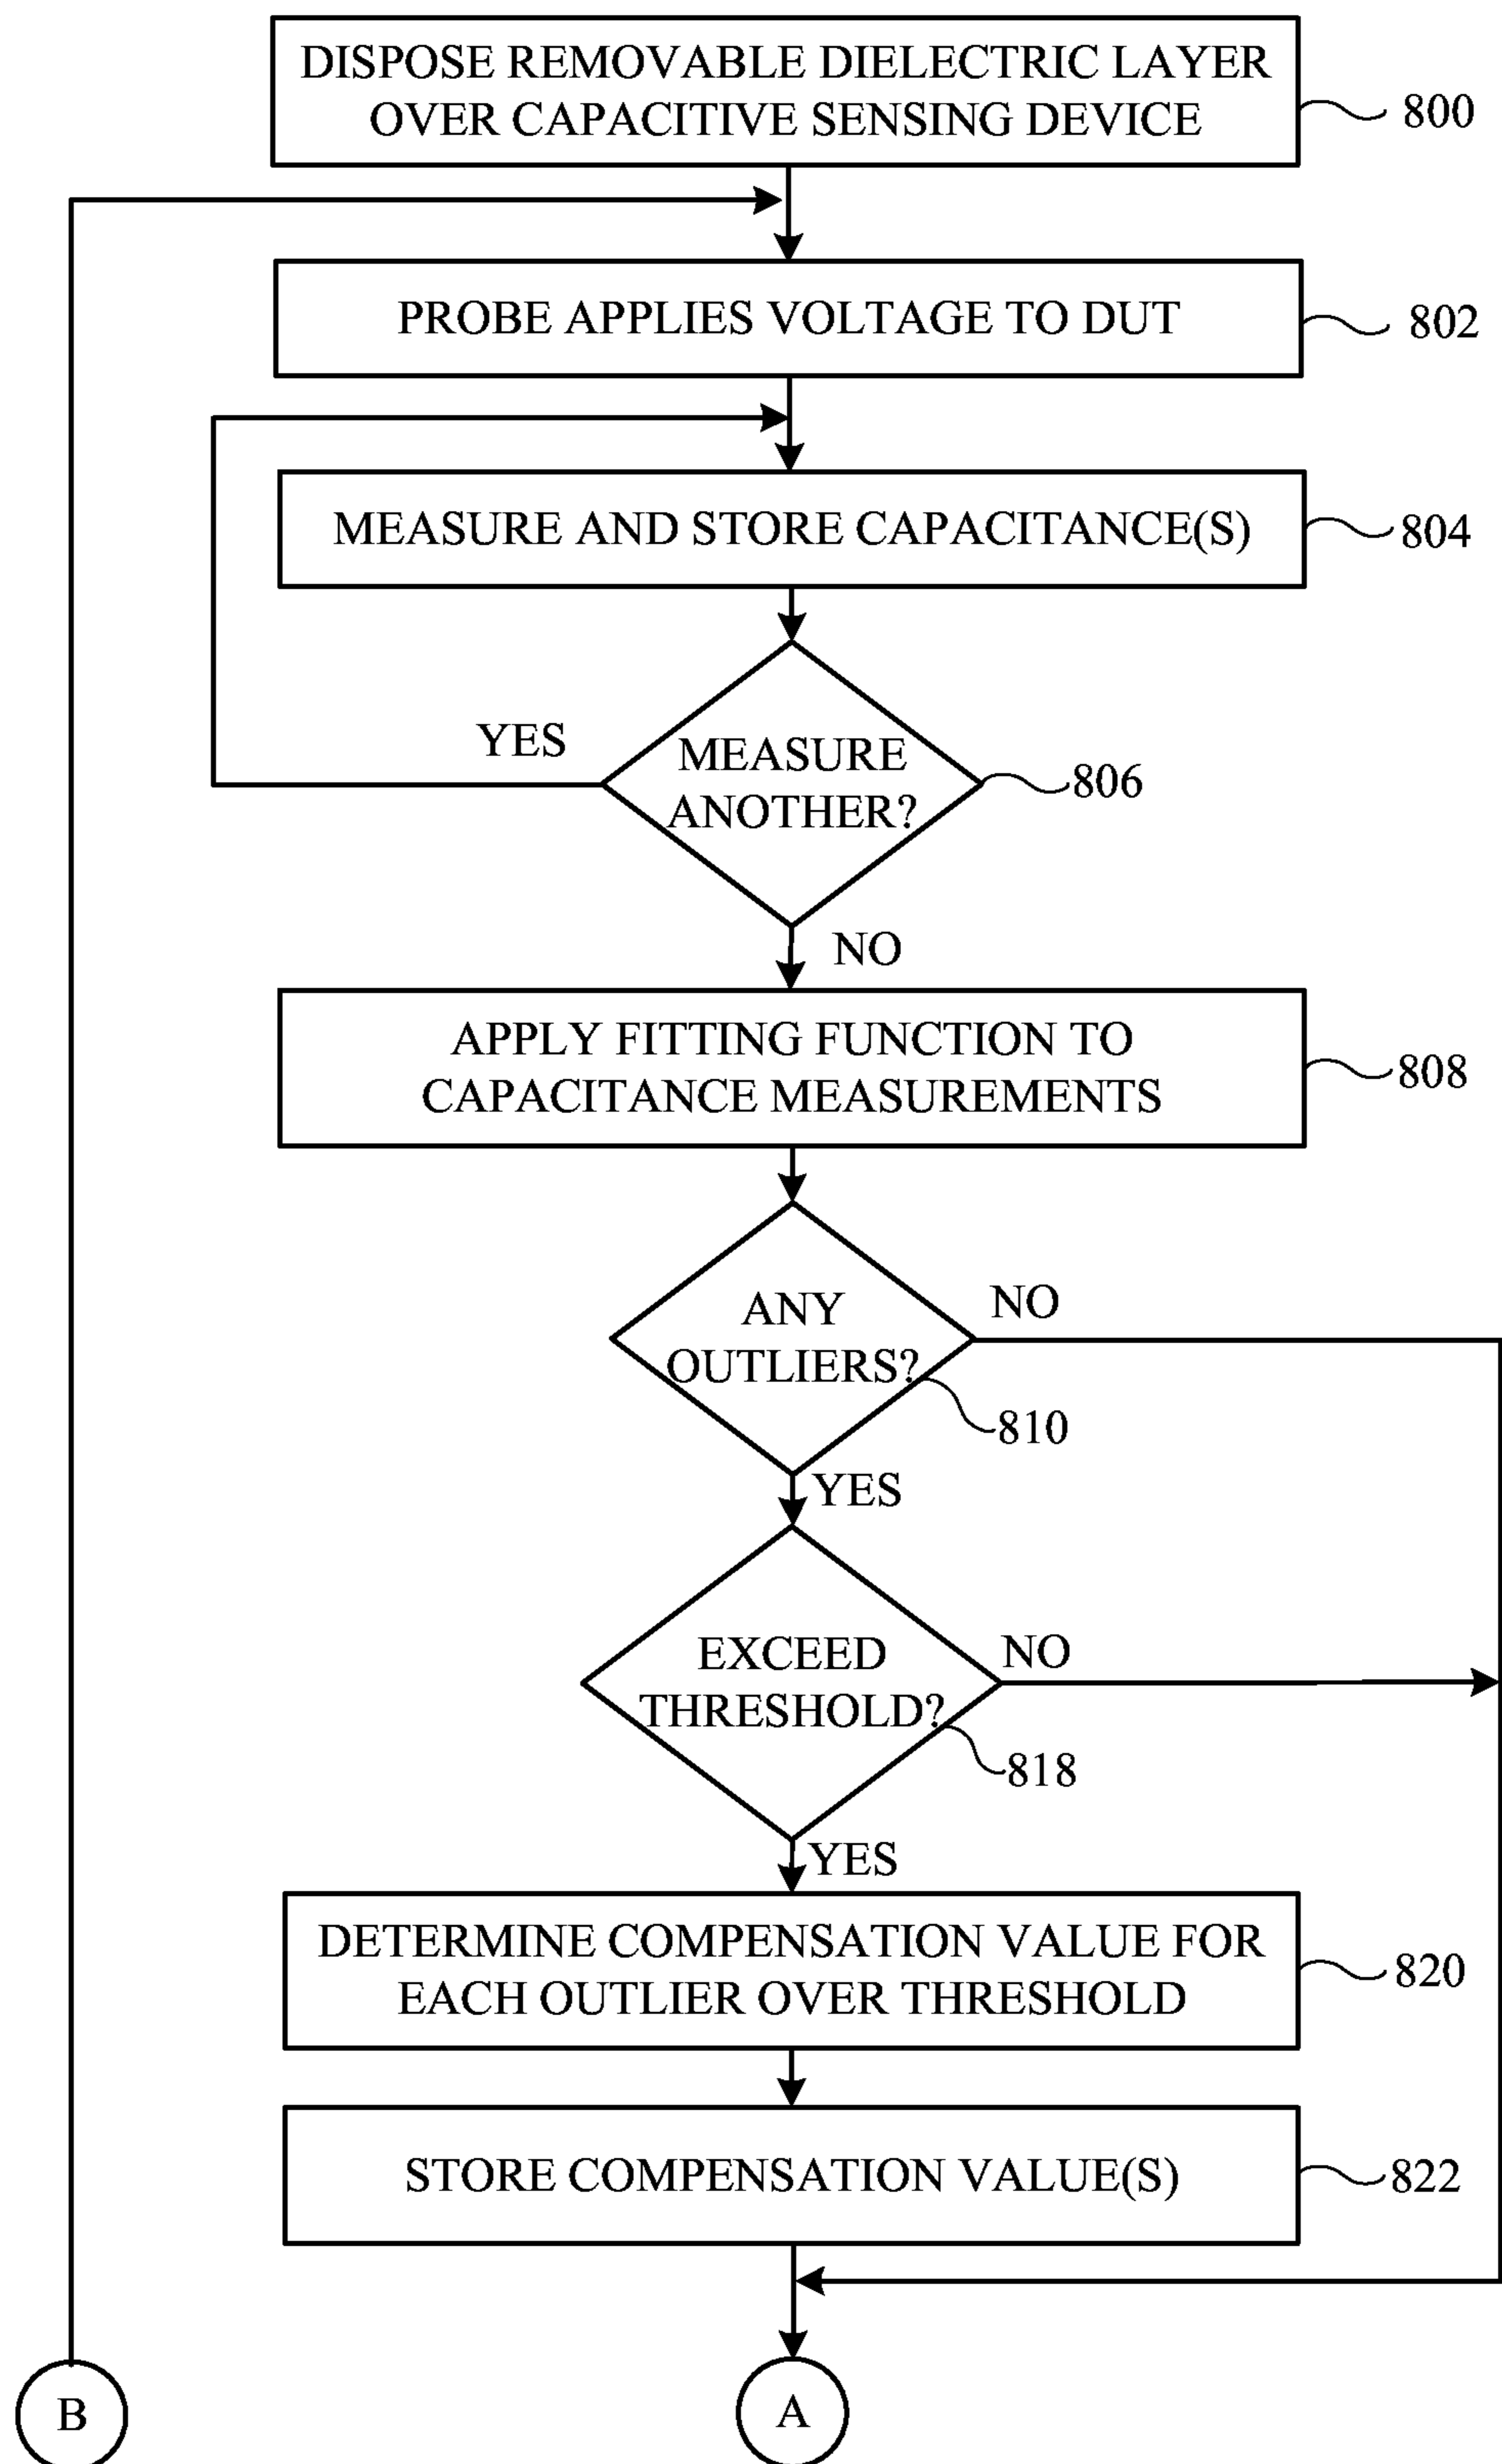 DISPOSE REMOVABLE DIELECTRIC LAYER
OVER CAPACITIVE SENSING DEVICE
800
PROBE APPLIES VOLTAGE TO DUT
802
MEASURE AND STORE CAPACITANCE(S)
804
YES
MEASURE
ANOTHER?
806
NO
APPLY FITTING FUNCTION TO
CAPACITANCE MEASUREMENTS
808
ANY
OUTLIERS?
NO
810
YES
EXCEED
THRESHOLD?
NO
818
YES
DETERMINE COMPENSATION VALUE FOR
EACH OUTLIER OVER THRESHOLD
820
STORE COMPENSATION VALUE(S)
822
B
A